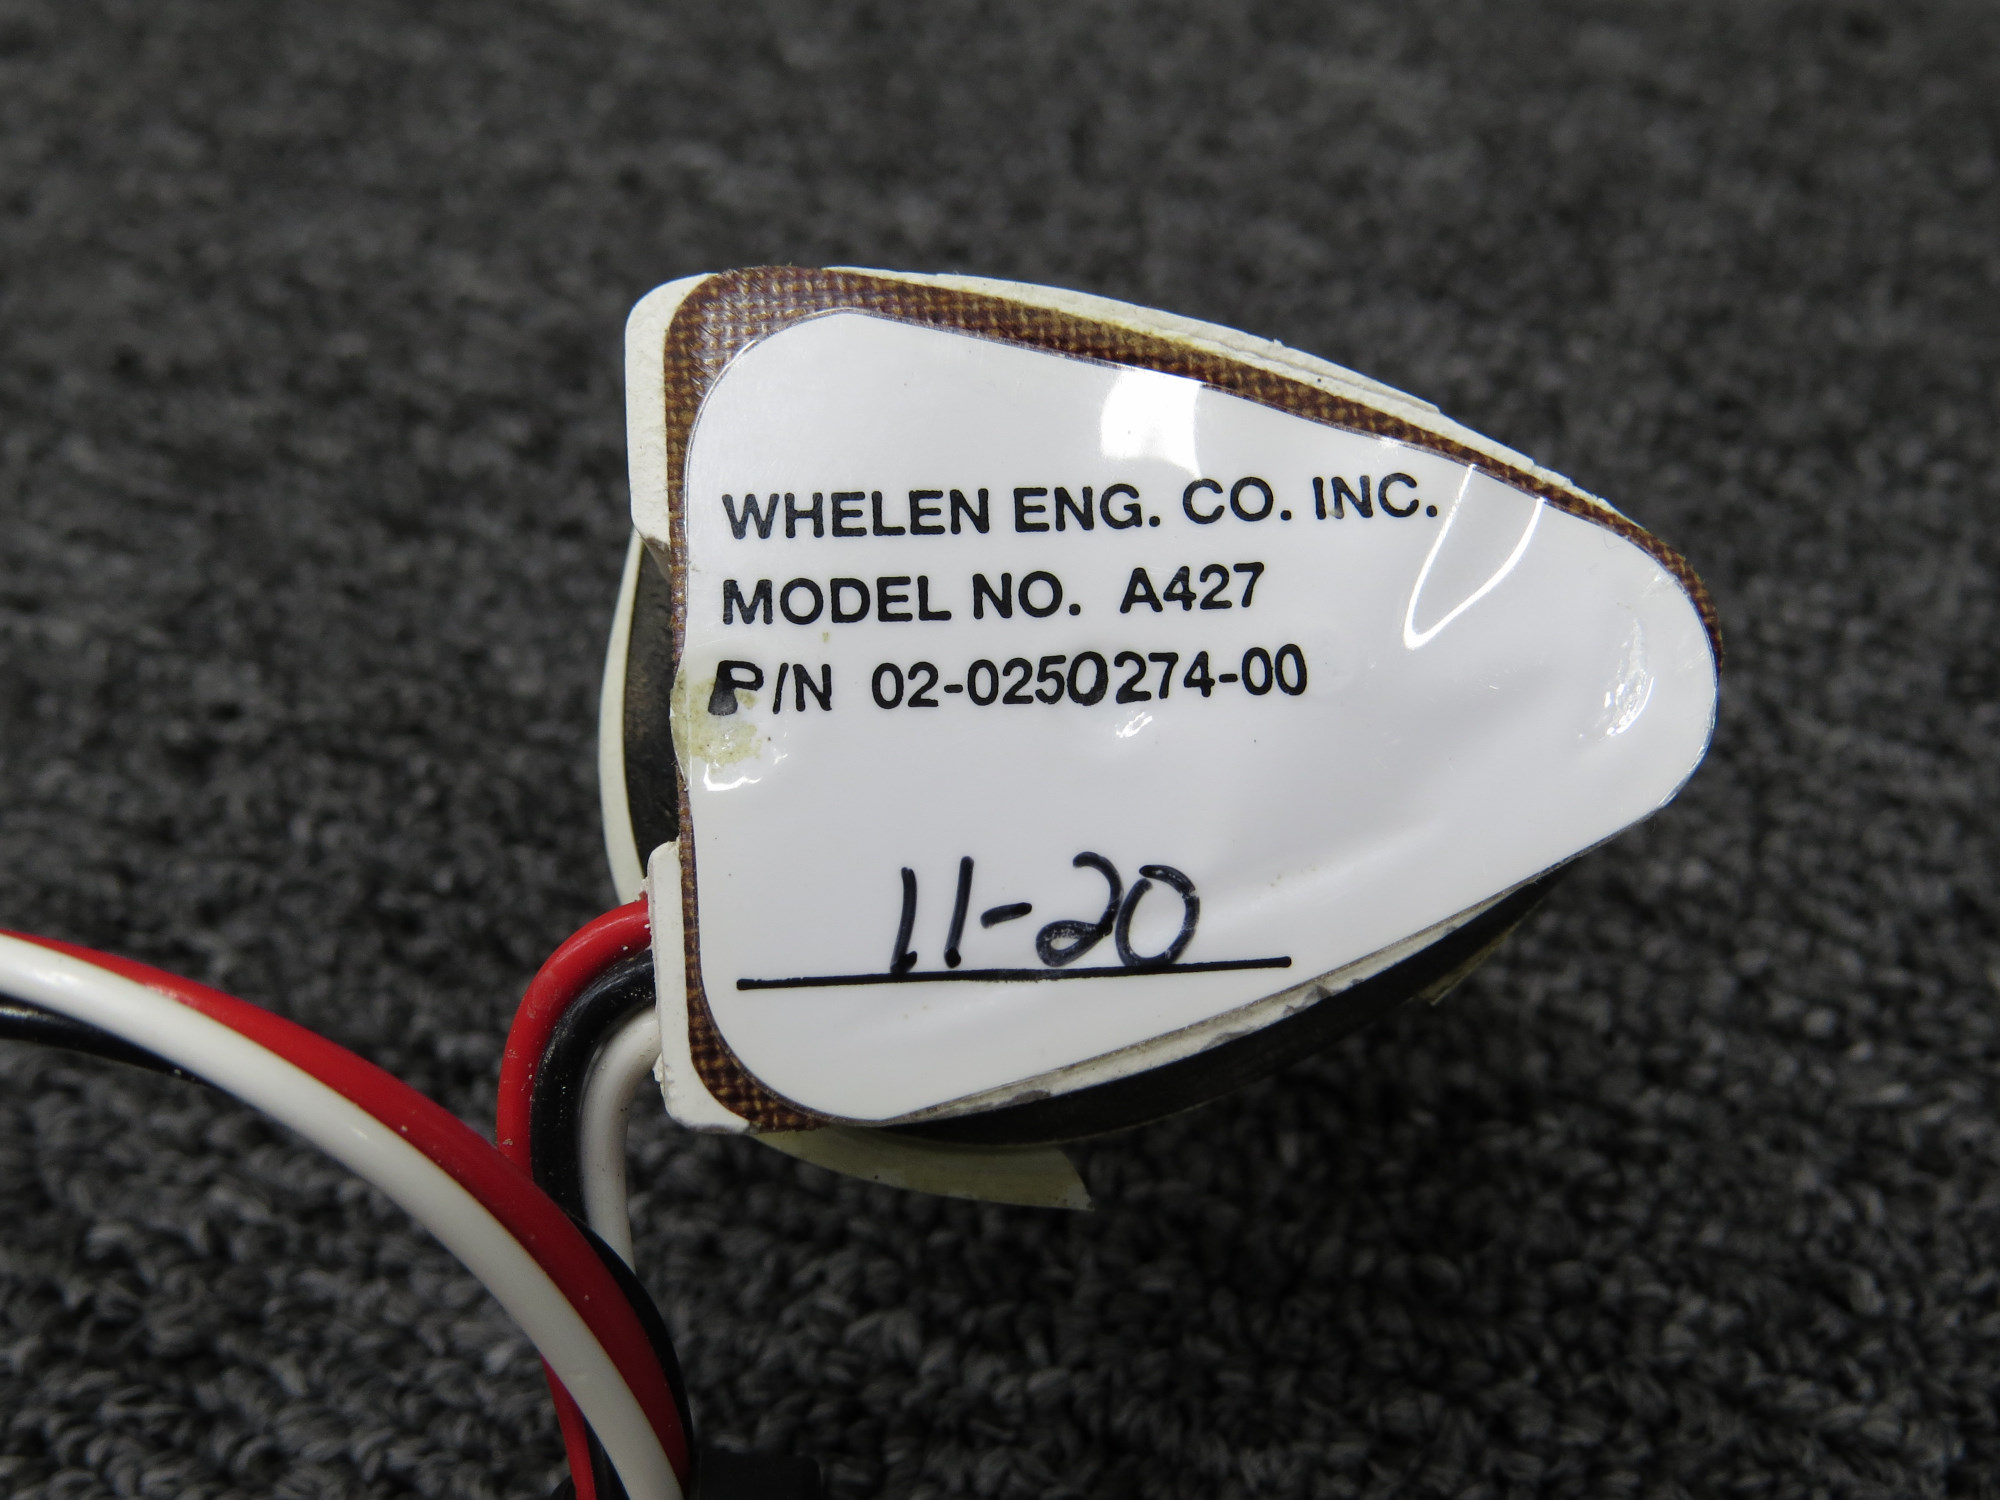 WHELEN ENG. CO. INC.
MODEL NO. A427
P/N 02-0250274-00
11-20